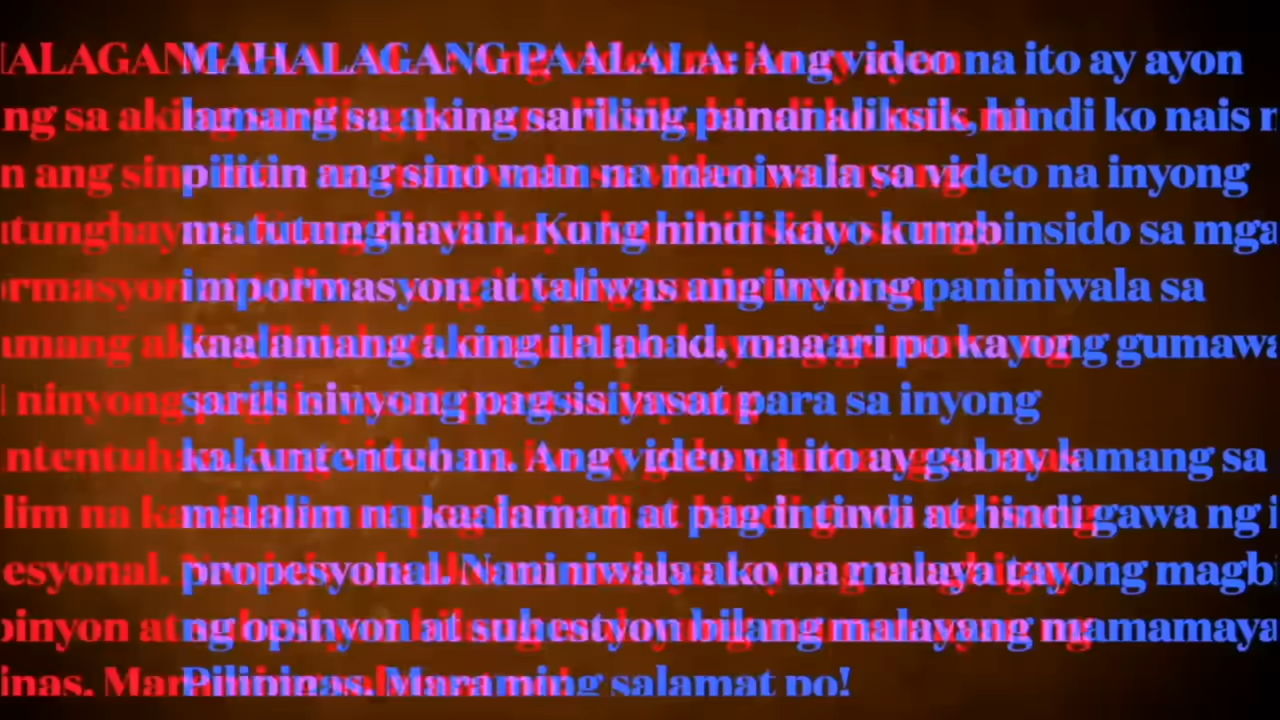 MAHALAGANG PAALALA: Ang video na ito ay ayon
lamang sa aking sariling pananaliksik, hindi ko nais
pilitin ang sino man na maniwala sa video na inyong
matutunghayan. Kung hindi kayo kumbinsido sa mga
impormasyon at taliwas ang inyong paniniwala sa
kaalamang aking ilalahad, maaari po kayong gumawa
sarili ninyong pagsisiyasat para sa inyong
kakuntentuhan. Ang video na ito ay gabay lamang sa
malalim na kaalaman at pag intindi at hindi gawa ng
propesyonal. Naniniwala ako na malaya tayong
ng opinyon at suhestyon bilang malayang
Pilipinas. Maraming salamat po!